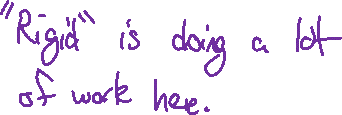 "Rigid" is doing a lot
of work here.